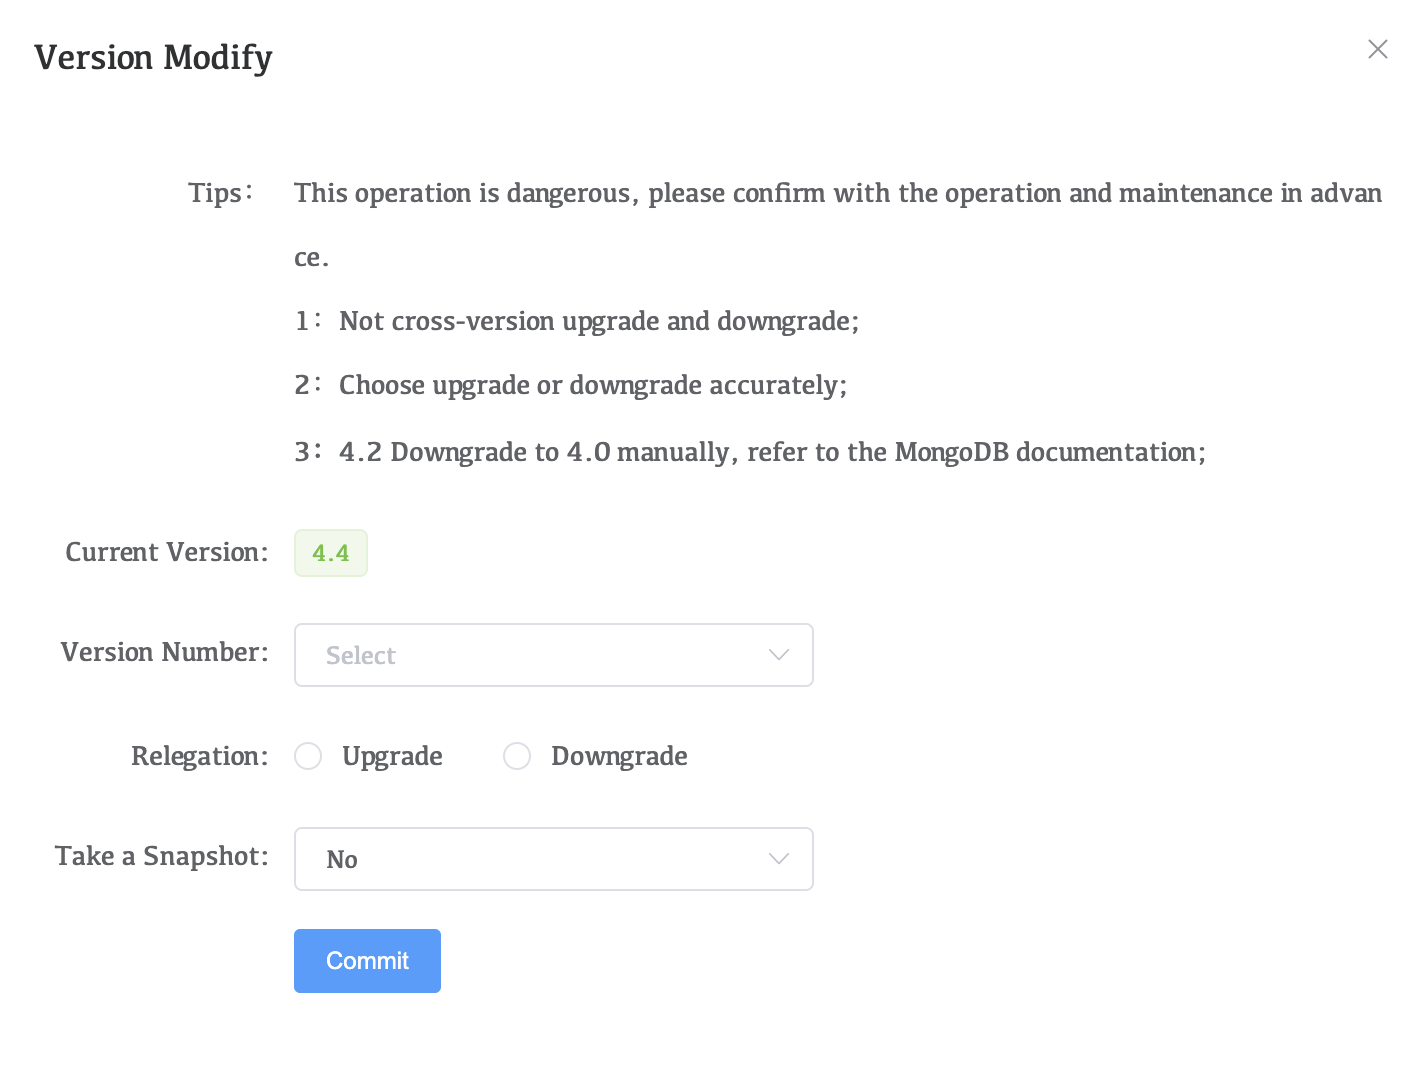 Version Modify
Tips： This operation is dangerous, please confirm with the operation and maintenance in advan
ce.
1： Not cross-version upgrade and downgrade;
2： Choose upgrade or downgrade accurately;
3： 4.2 Downgrade to 4.0 manually, refer to the MongoDB documentation;
Current Version: 4.4
Version Number: Select
Relegation: Upgrade Downgrade
Take a Snapshot: No
Commit